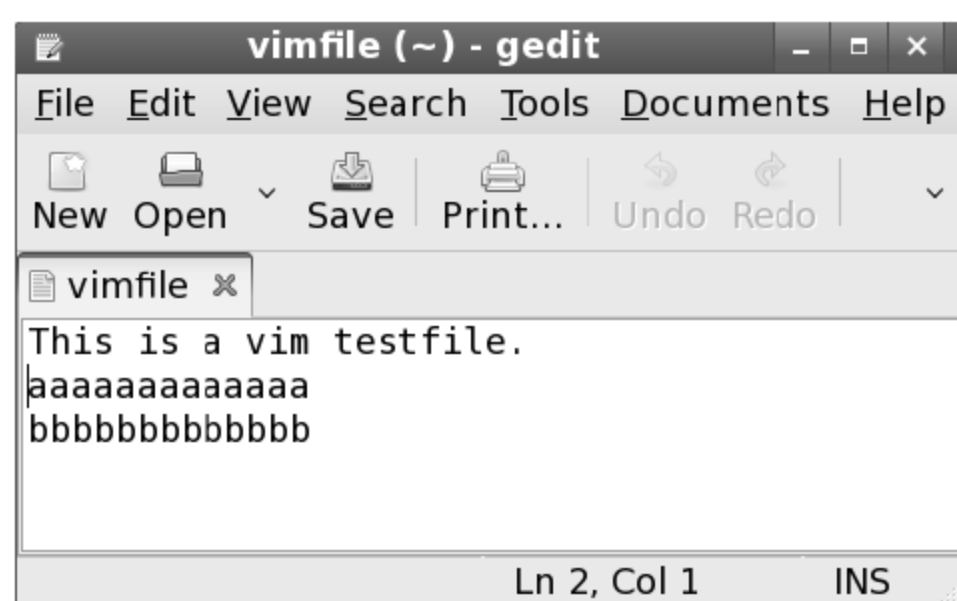 vimfile (~) - gedit
File Edit View Search Tools Documents Help
New Open Save Print... Undo Redo
vimfile
This is a vim testfile.
aaaaaaaaaaaaa
bbbbbbbbbbbbb
Ln 2, Col 1 INS